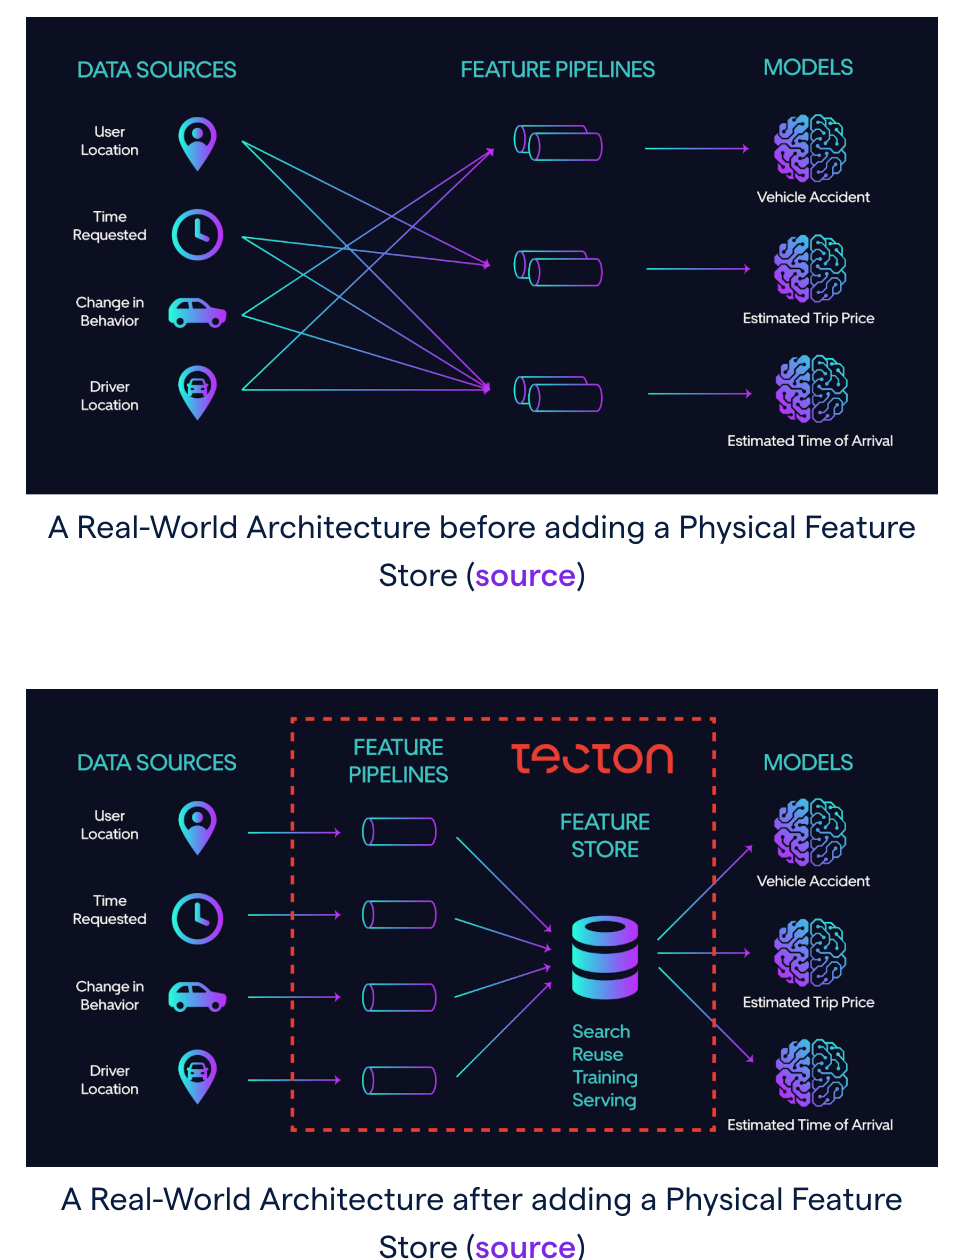 DATA SOURCES
FEATURE PIPELINES
MODELS
User
Location
Time
Requested
Change in
Behavior
Driver
Location
Vehicle Accident
Estimated Trip Price
Estimated Time of Arrival
A Real-World Architecture before adding a Physical Feature
Store (source)
DATA SOURCES
FEATURE
PIPELINES
tecton
MODELS
User
Location
Time
Requested
Change in
Behavior
Driver
Location
FEATURE
STORE
Search
Reuse
Training
Serving
Vehicle Accident
Estimated Trip Price
Estimated Time of Arrival
A Real-World Architecture after adding a Physical Feature
Store (source)